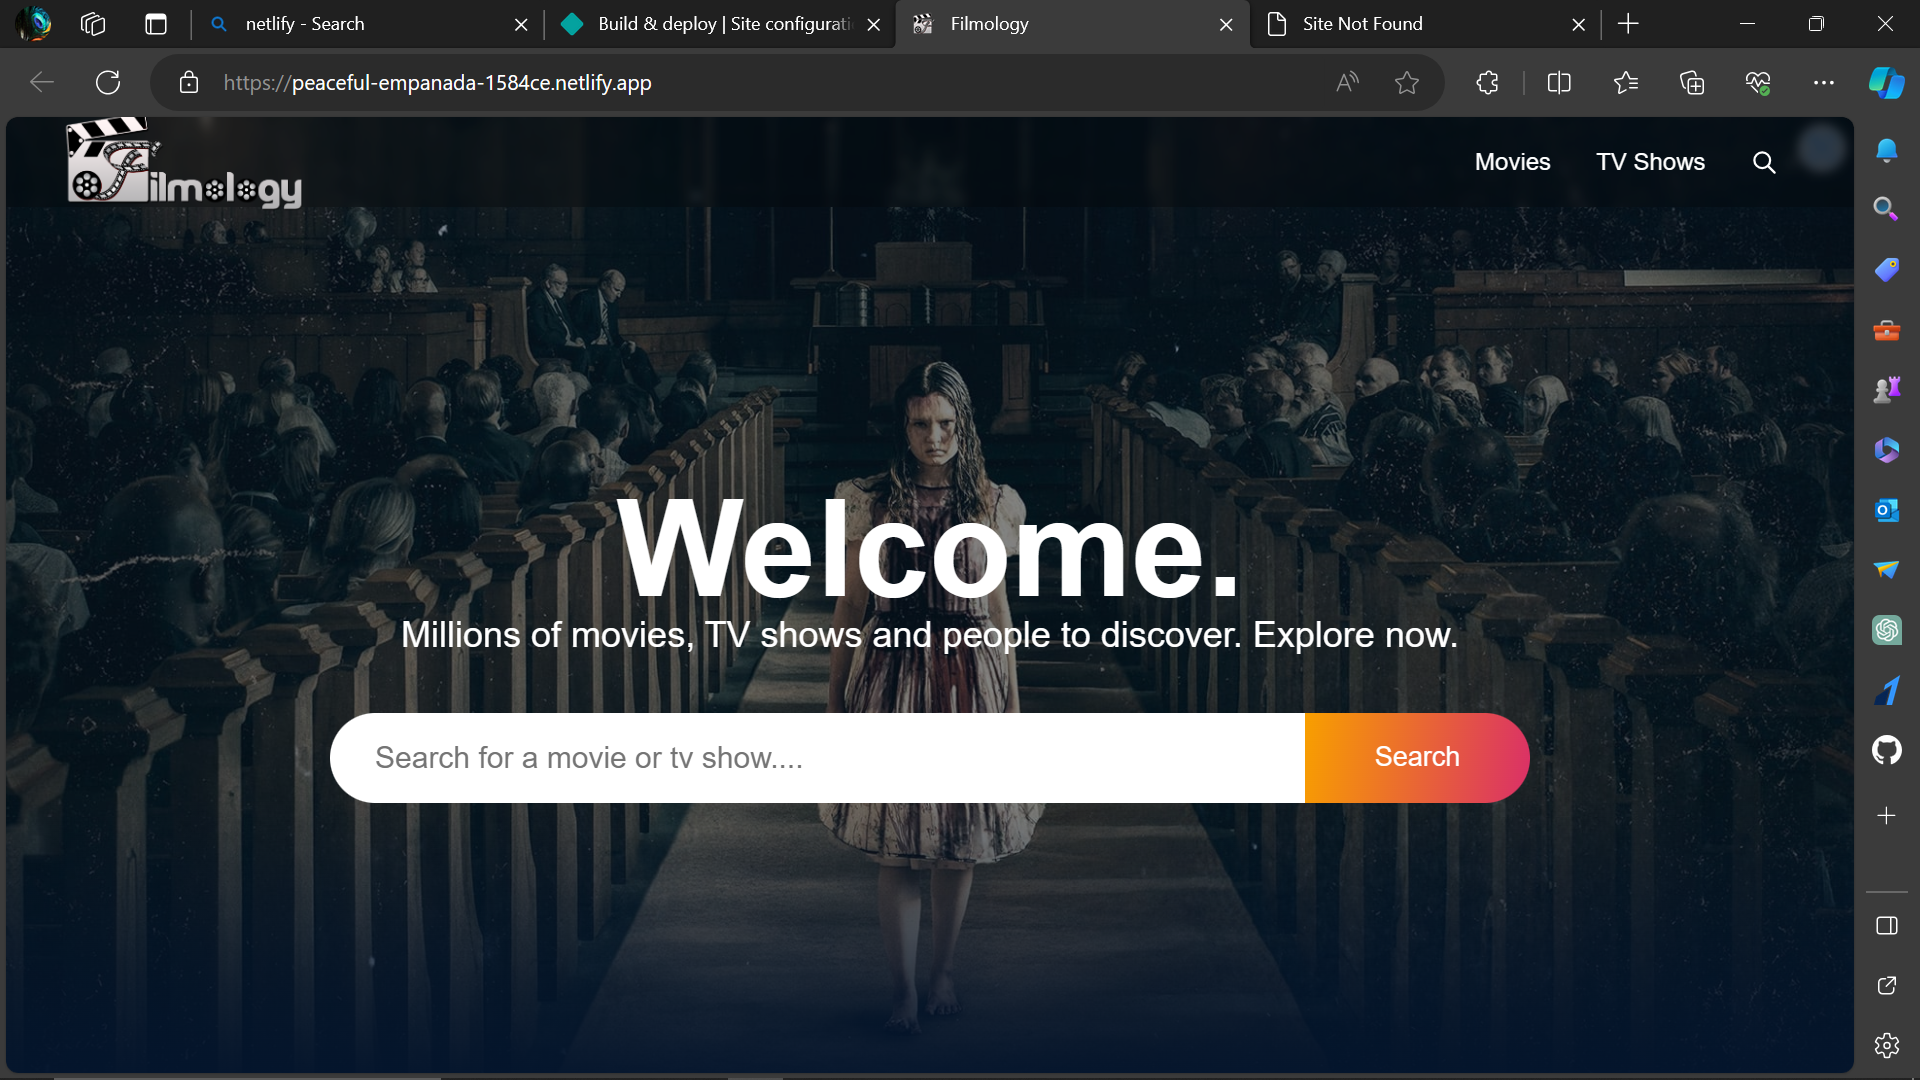 netlify - Search
Build & deploy | Site configurati
Filmology
Site Not Found
https://peaceful-empanada-1584ce.netlify.app
Filmology
Movies
TV Shows
Welcome.
Millions of movies, TV shows and people to discover. Explore now.
Search for a movie or tv show....
Search